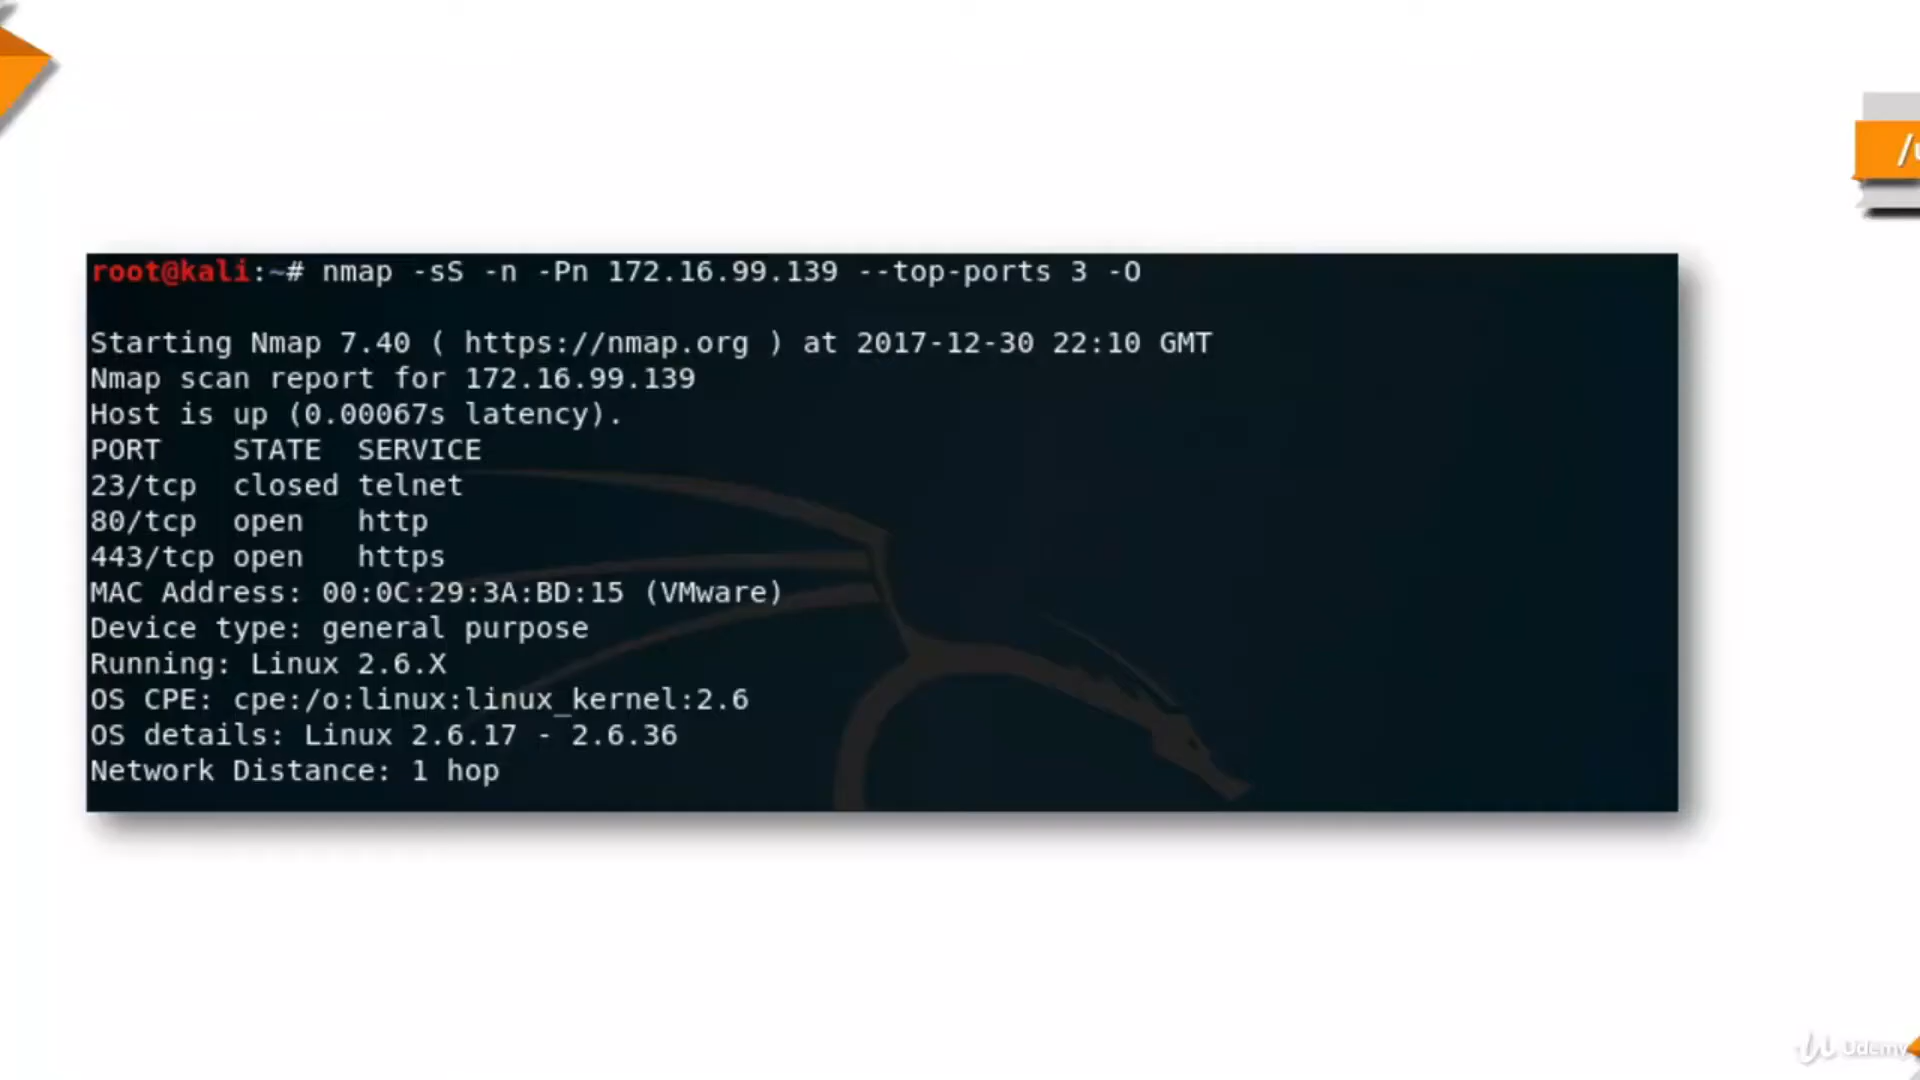 /
root@kali:~# nmap -sS -n -Pn 172.16.99.139 --top-ports 3 -O
Starting Nmap 7.40 ( https://nmap.org ) at 2017-12-30 22:10 GMT
Nmap scan report for 172.16.99.139
Host is up (0.00067s latency).
PORT    STATE  SERVICE
23/tcp  closed telnet
80/tcp  open   http
443/tcp open   https
MAC Address: 00:0C:29:3A:BD:15 (VMware)
Device type: general purpose
Running: Linux 2.6.X
OS CPE: cpe:/o:linux:linux_kernel:2.6
OS details: Linux 2.6.17 - 2.6.36
Network Distance: 1 hop
Udemy